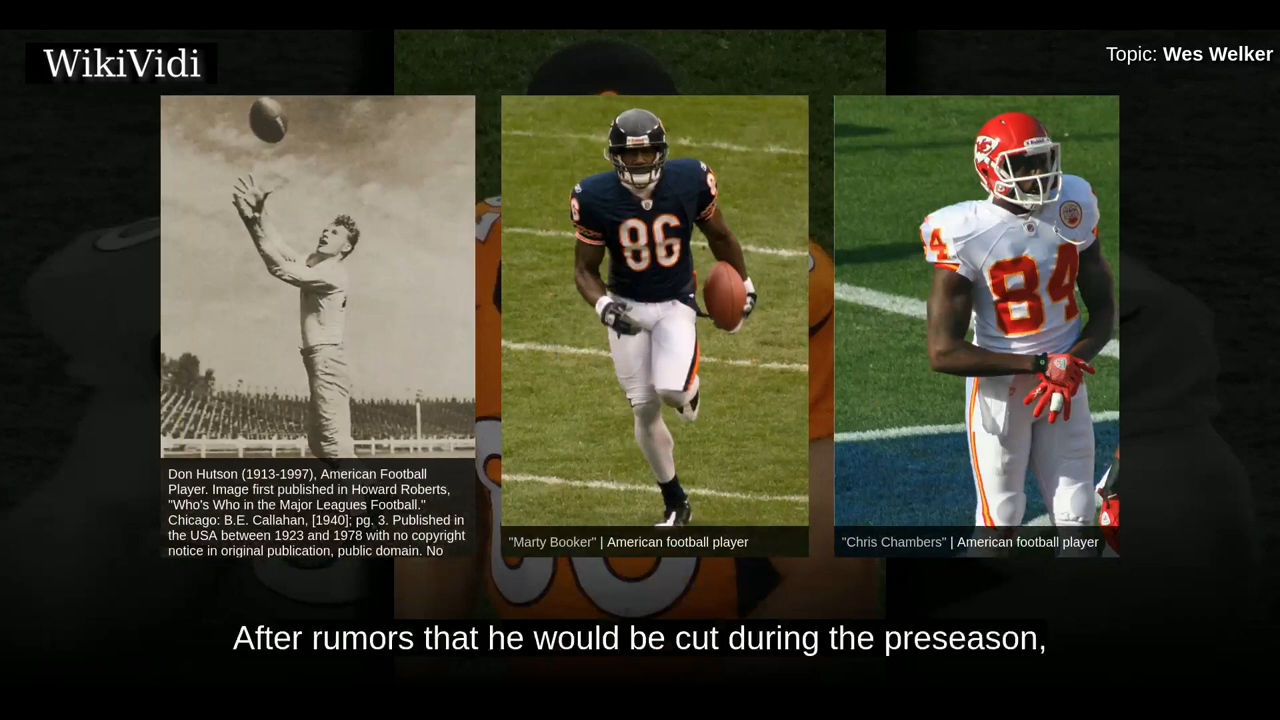 WikiVidi
Topic: Wes Welker
86
84
Don Hutson (1913-1997), American Football
Player. Image first published in Howard Roberts,
"Who's Who in the Major Leagues Football."
Chicago: B.E. Callahan, [1940]; pg. 3. Published in
the USA between 1923 and 1978 with no copyright
notice in original publication, public domain. No
"Marty Booker" | American football player
"Chris Chambers" | American football player
After rumors that he would be cut during the preseason,